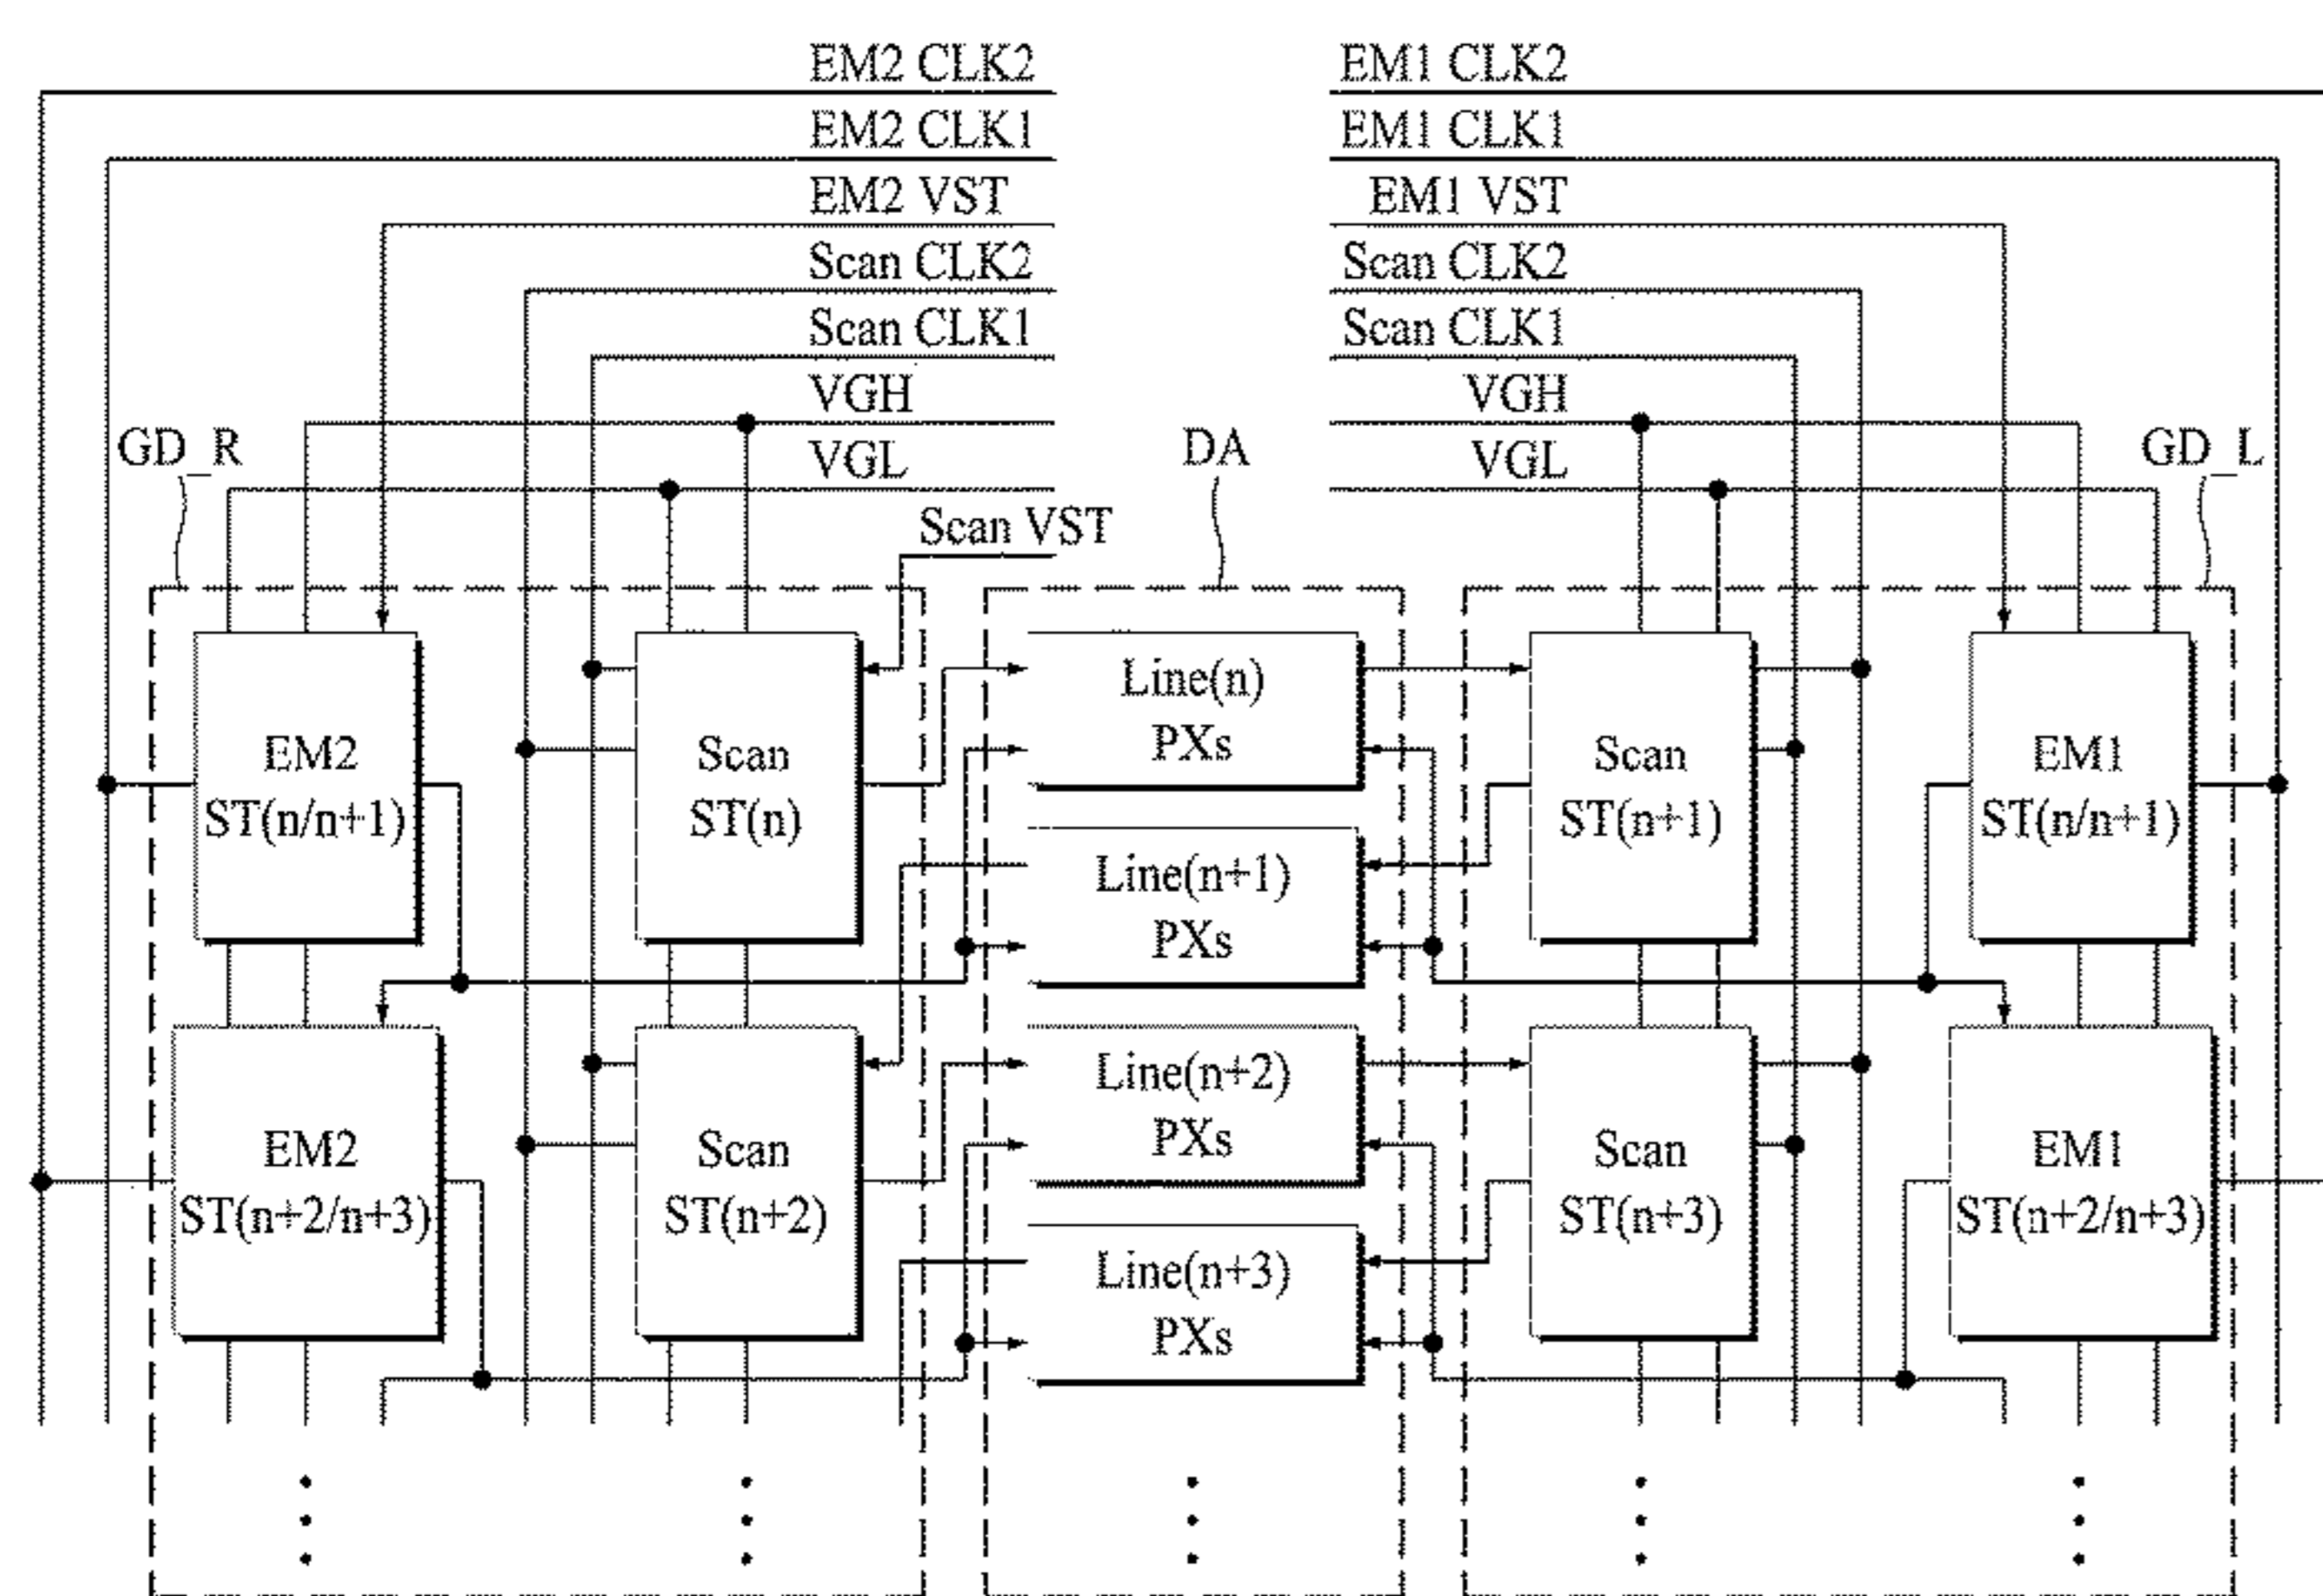 EM2 CLK2
EM1 CLK2
EM2 CLK1
EM1 CLK1
EM2 VST
EM1 VST
Scan CLK2
Scan CLK2
Scan CLK1
Scan CLK1
VGH
VGH
GD_R
VGL
DA
VGL
GD_L
Scan VST
EM2
ST(n/n+1)
Scan
ST(n)
Line(n)
PXs
Scan
ST(n+1)
EM1
ST(n/n+1)
Line(n+1)
PXs
EM2
ST(n+2/n+3)
Scan
ST(n+2)
Line(n+2)
PXs
Scan
ST(n+3)
EM1
ST(n+2/n+3)
Line(n+3)
PXs